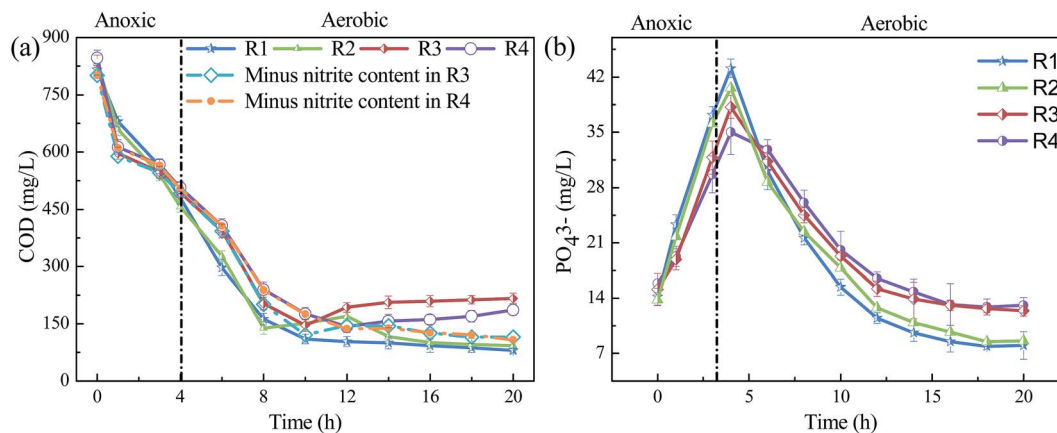 Anoxic Aerobic
(a)
R1 R2 R3 R4
Minus nitrite content in R3
Minus nitrite content in R4
COD (mg/L)
900
750
600
450
300
150
0
0 4 8 12 16 20
Time (h)
Anoxic Aerobic
(b)
R1
R2
R3
R4
PO43- (mg/L)
42
35
28
21
14
7
0 5 10 15 20
Time (h)